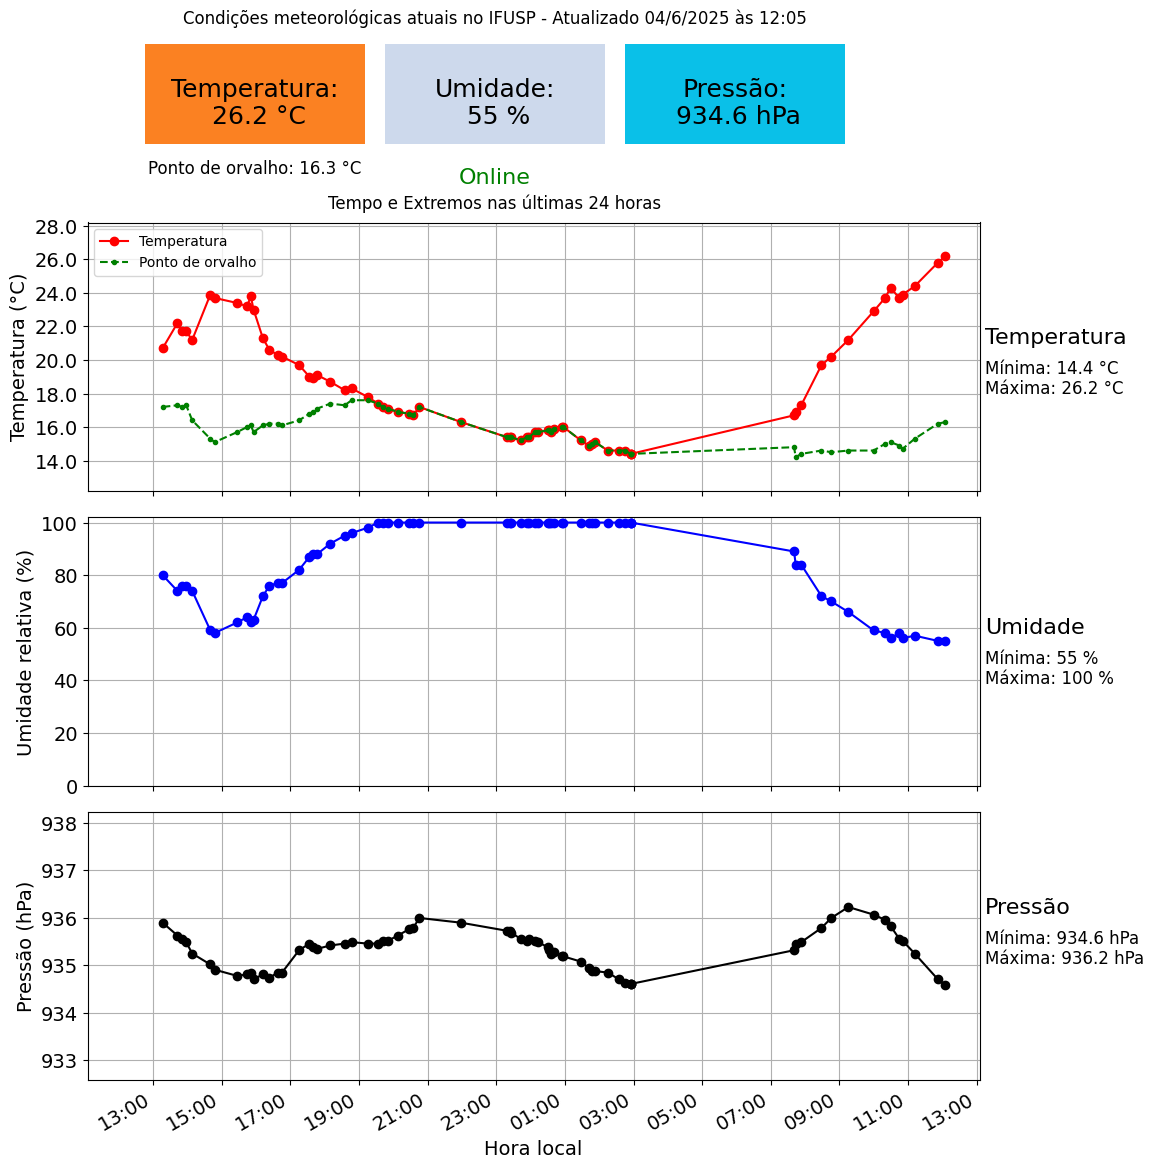 Condições meteorológicas atuais no IFUSP - Atualizado 04/6/2025 às 12:05
Temperatura:
26.2 °C
Umidade:
55 %
Pressão:
934.6 hPa
Ponto de orvalho: 16.3 °C
Online
Tempo e Extremos nas últimas 24 horas
Temperatura (°C)
28.0
26.0
24.0
22.0
20.0
18.0
16.0
14.0
Temperatura
Ponto de orvalho
Temperatura
Mínima: 14.4 °C
Máxima: 26.2 °C
Umidade relativa (%)
100
80
60
40
20
0
Umidade
Mínima: 55 %
Máxima: 100 %
Pressão (hPa)
938
937
936
935
934
933
Pressão
Mínima: 934.6 hPa
Máxima: 936.2 hPa
13:00 15:00 17:00 19:00 21:00 23:00 01:00 03:00 05:00 07:00 09:00 11:00 13:00
Hora local